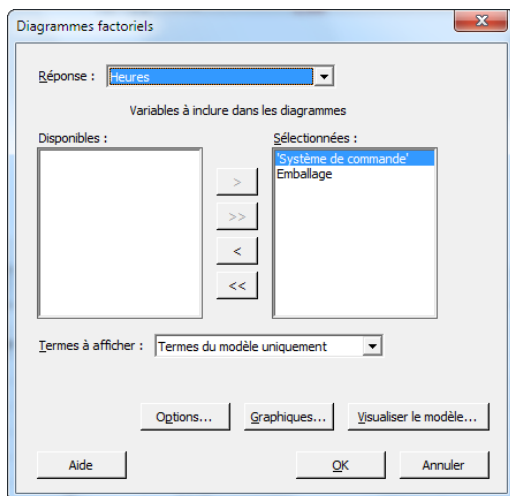 Diagrammes factoriels
Réponse : Heures
Variables à inclure dans les diagrammes
Disponibles :
Sélectionnées :
'Système de commande'
Emballage
>
>>
<
<<
Termes à afficher : Termes du modèle uniquement
Options... Graphiques... Visualiser le modèle...
Aide OK Annuler